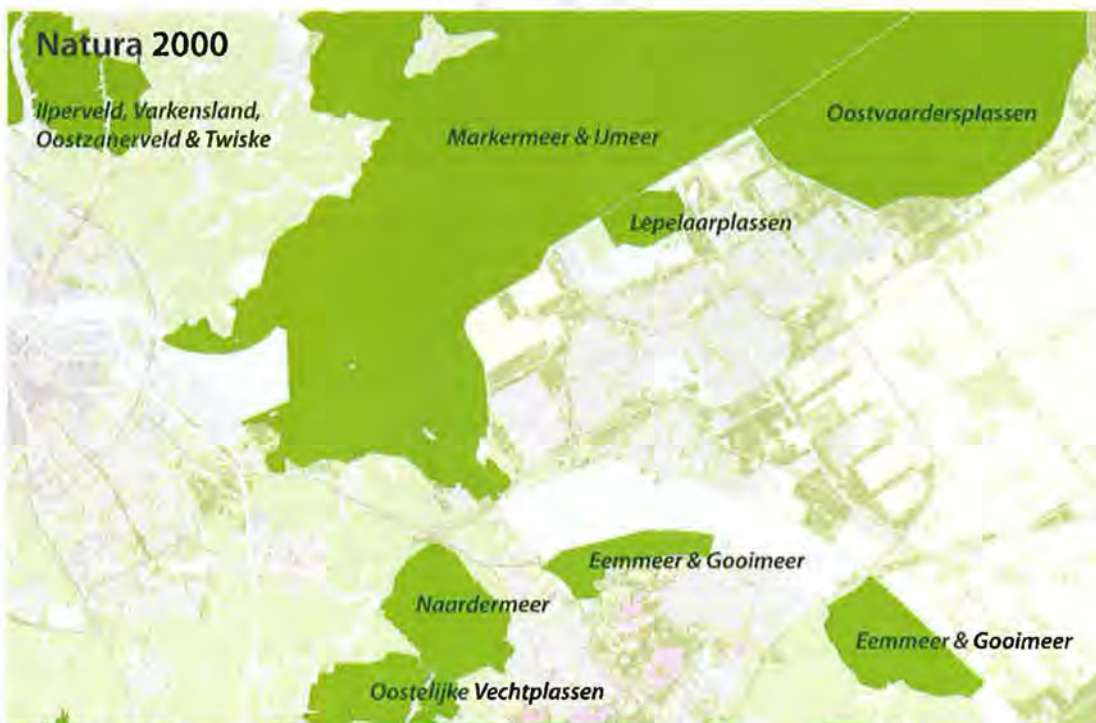 Natura 2000
Ilperveld, Varkensland,
Oostzanerveld & Twiske
Markermeer & IJmeer
Oostvaardersplassen
Lepelaarplassen
Eemmeer & Gooimeer
Naardermeer
Eemmeer & Gooimeer
Oostelijke Vechtplassen